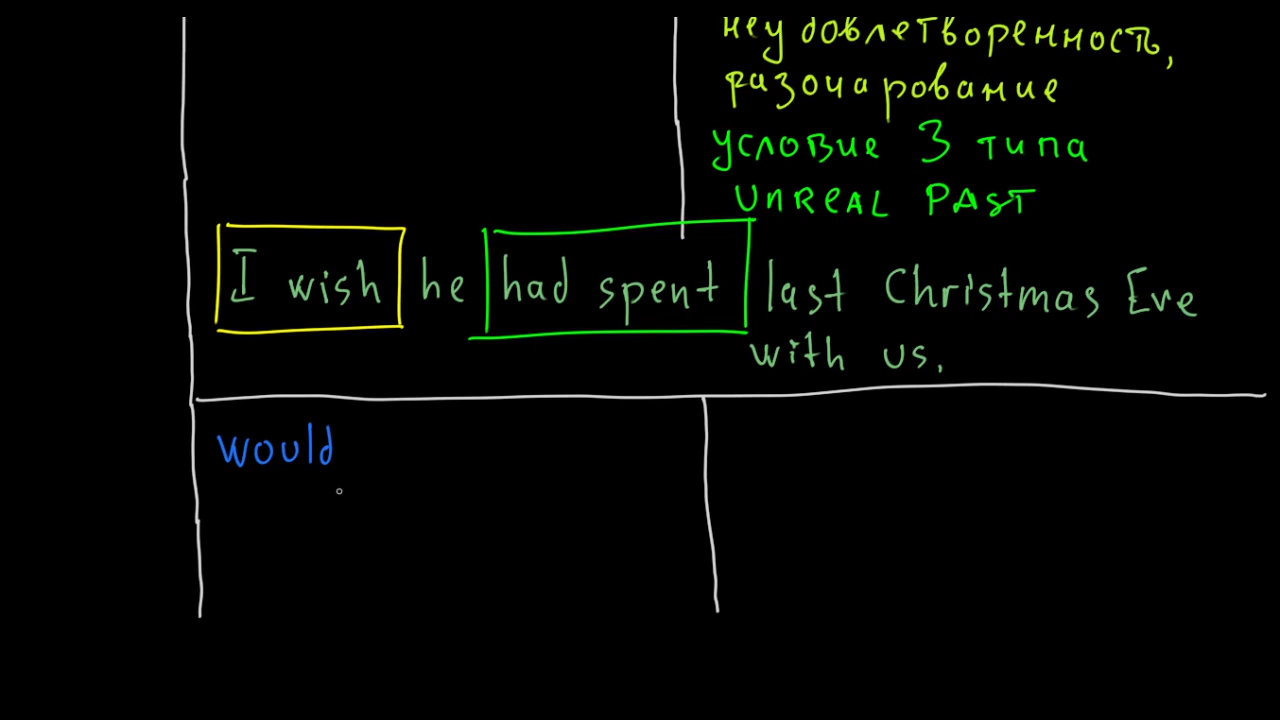 неудовлетворенность,
разочарование
условие 3 типа
UNREAL PAST
I wish he had spent last Christmas Eve
with us.
would